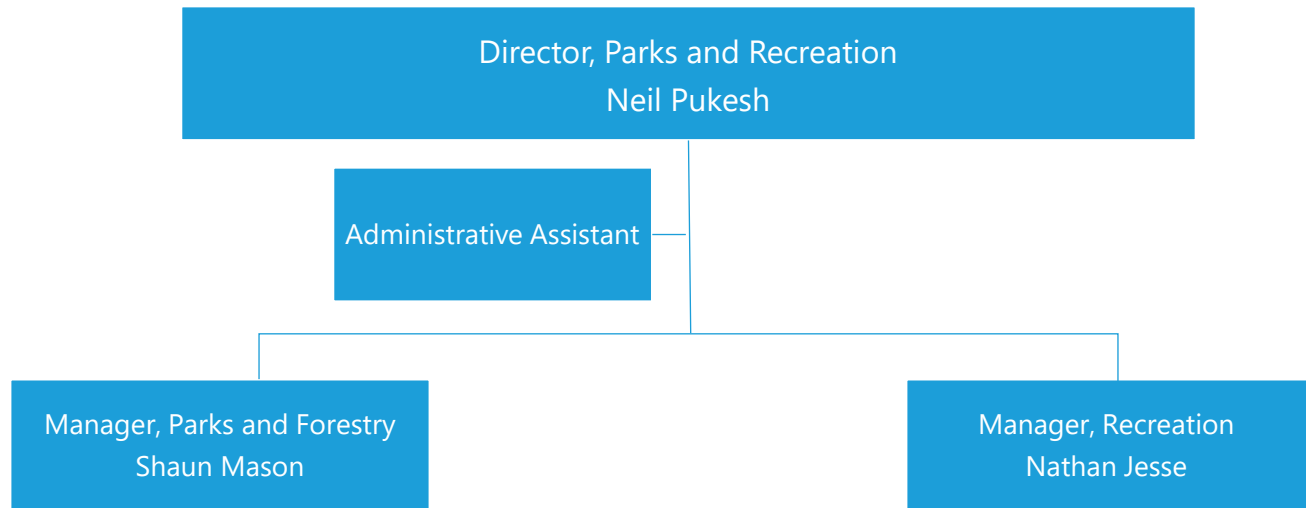 Director, Parks and Recreation
Neil Pukesh
Administrative Assistant
Manager, Parks and Forestry
Shaun Mason
Manager, Recreation
Nathan Jesse